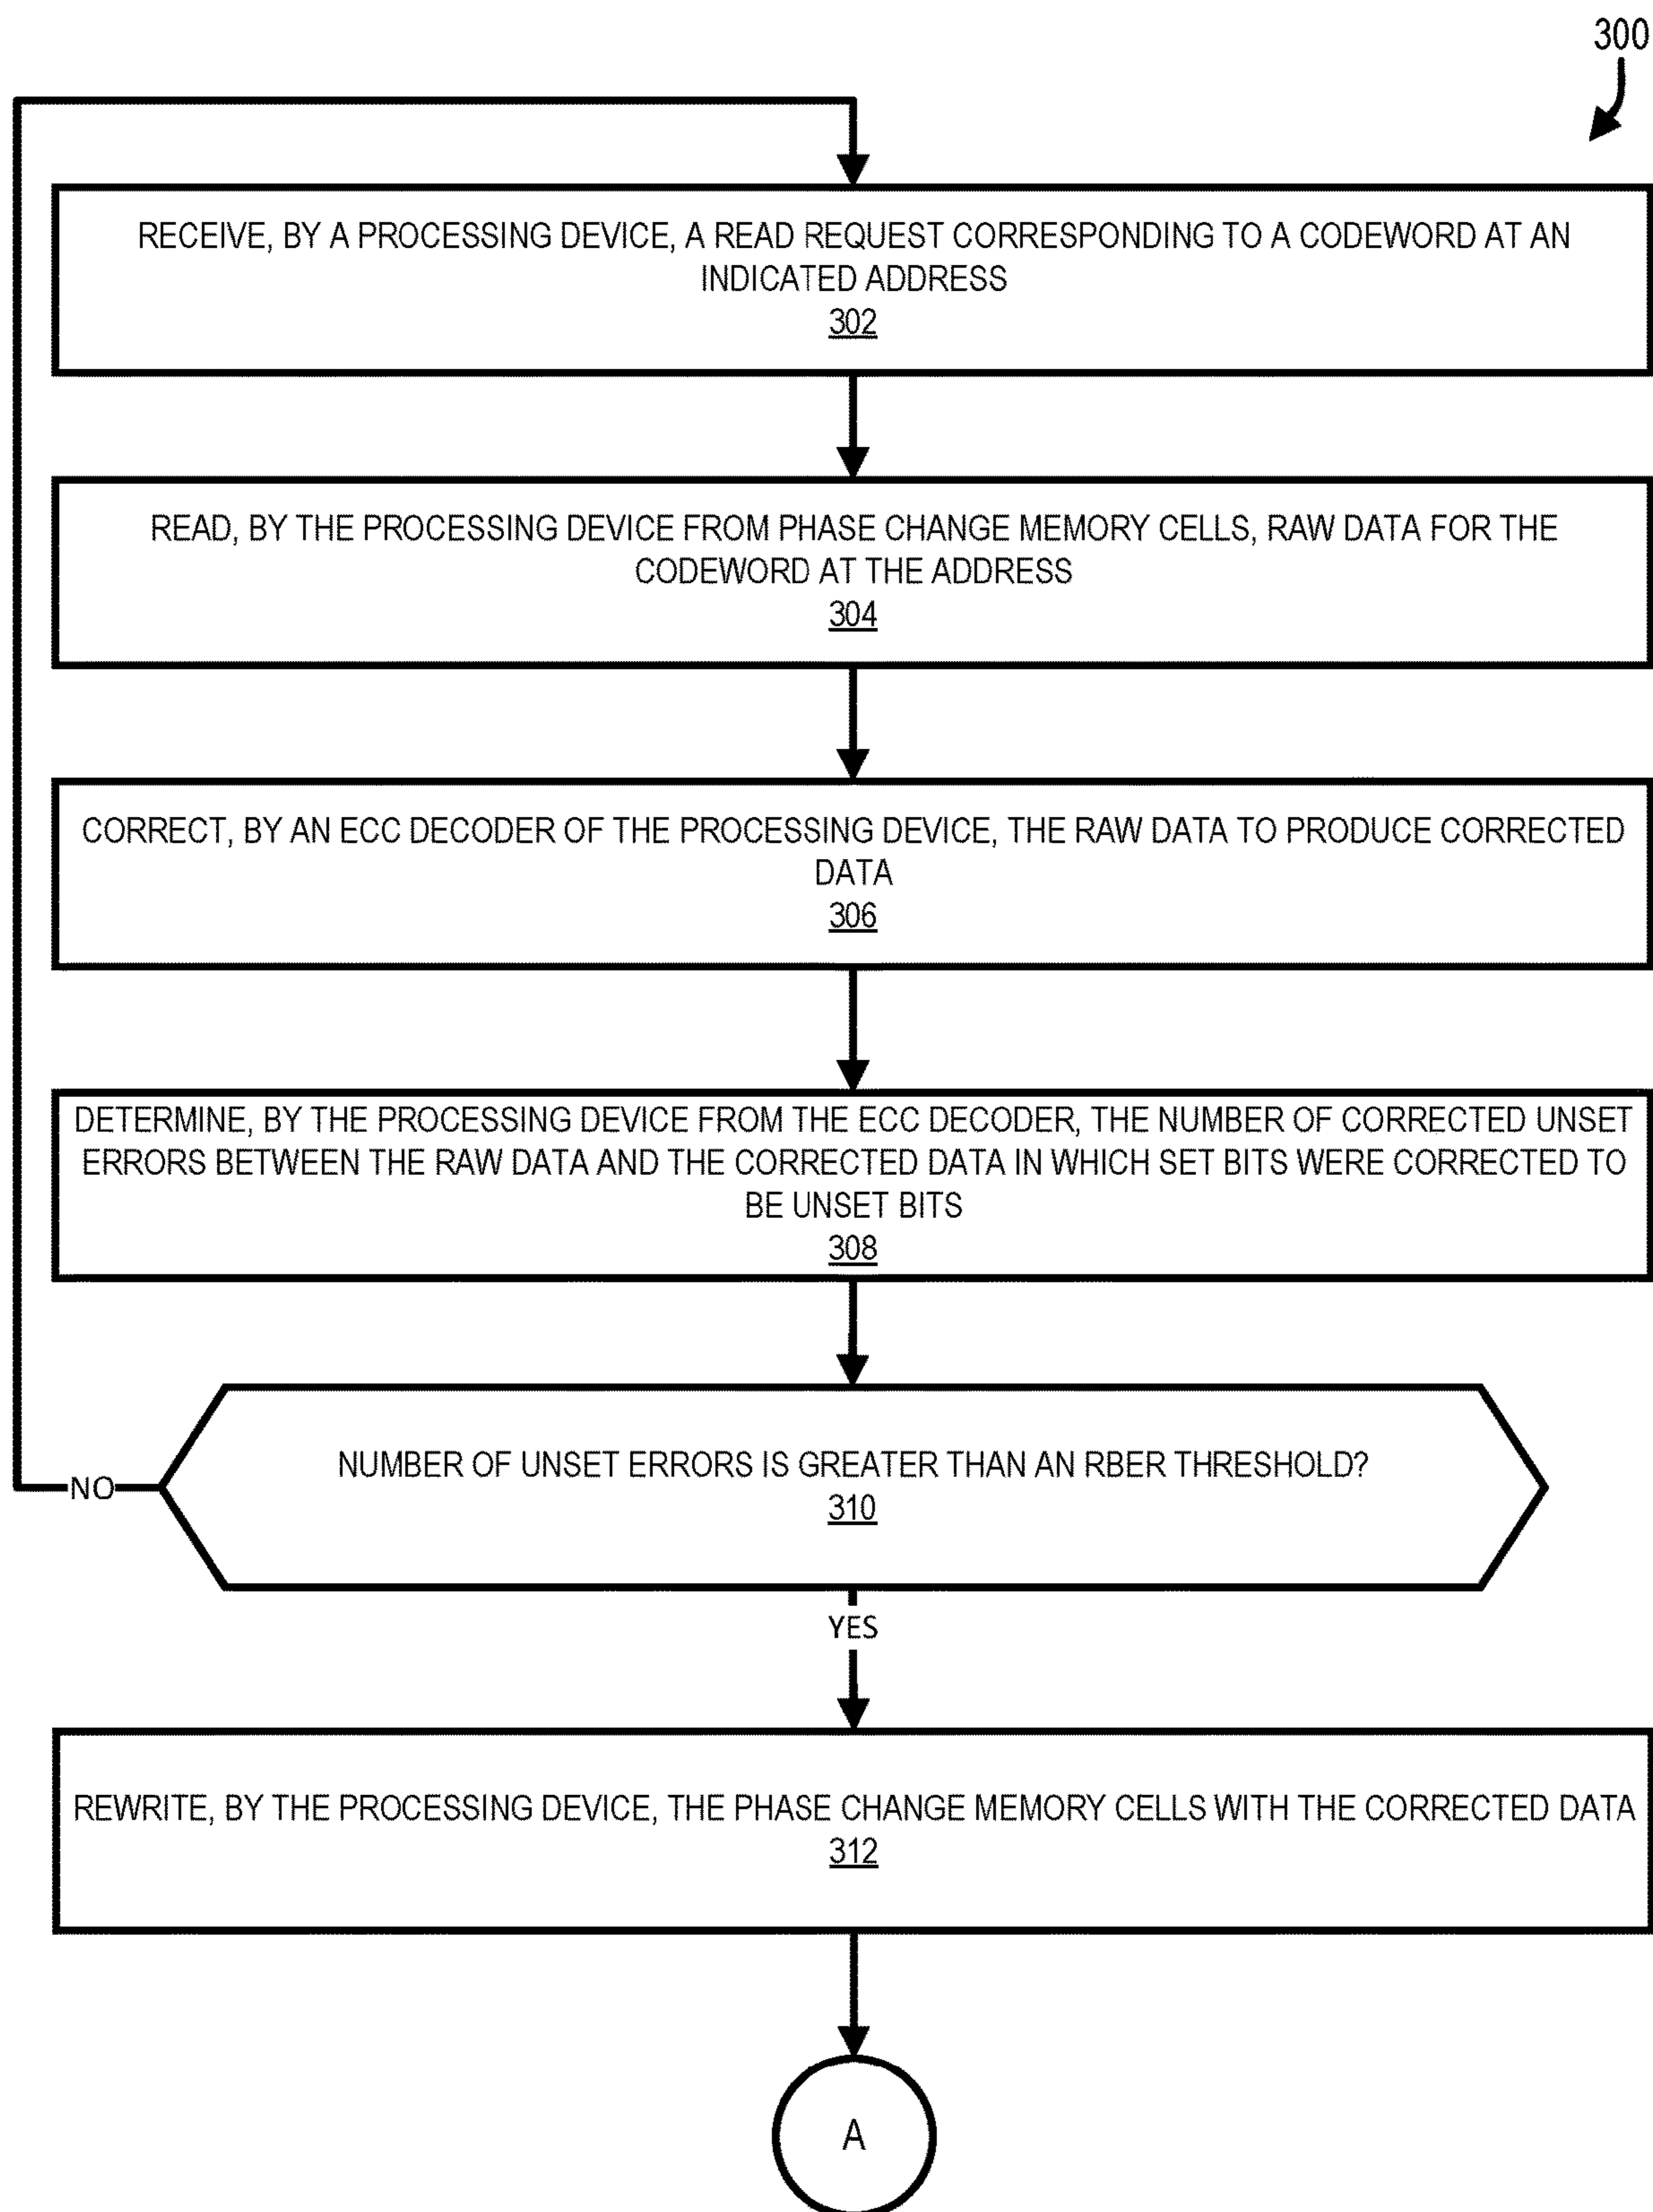 300
RECEIVE, BY A PROCESSING DEVICE, A READ REQUEST CORRESPONDING TO A CODEWORD AT AN
INDICATED ADDRESS
302
READ, BY THE PROCESSING DEVICE FROM PHASE CHANGE MEMORY CELLS, RAW DATA FOR THE
CODEWORD AT THE ADDRESS
304
CORRECT, BY AN ECC DECODER OF THE PROCESSING DEVICE, THE RAW DATA TO PRODUCE CORRECTED
DATA
306
DETERMINE, BY THE PROCESSING DEVICE FROM THE ECC DECODER, THE NUMBER OF CORRECTED UNSET
ERRORS BETWEEN THE RAW DATA AND THE CORRECTED DATA IN WHICH SET BITS WERE CORRECTED TO
BE UNSET BITS
308
NUMBER OF UNSET ERRORS IS GREATER THAN AN RBER THRESHOLD?
310
NO
YES
REWRITE, BY THE PROCESSING DEVICE, THE PHASE CHANGE MEMORY CELLS WITH THE CORRECTED DATA
312
A